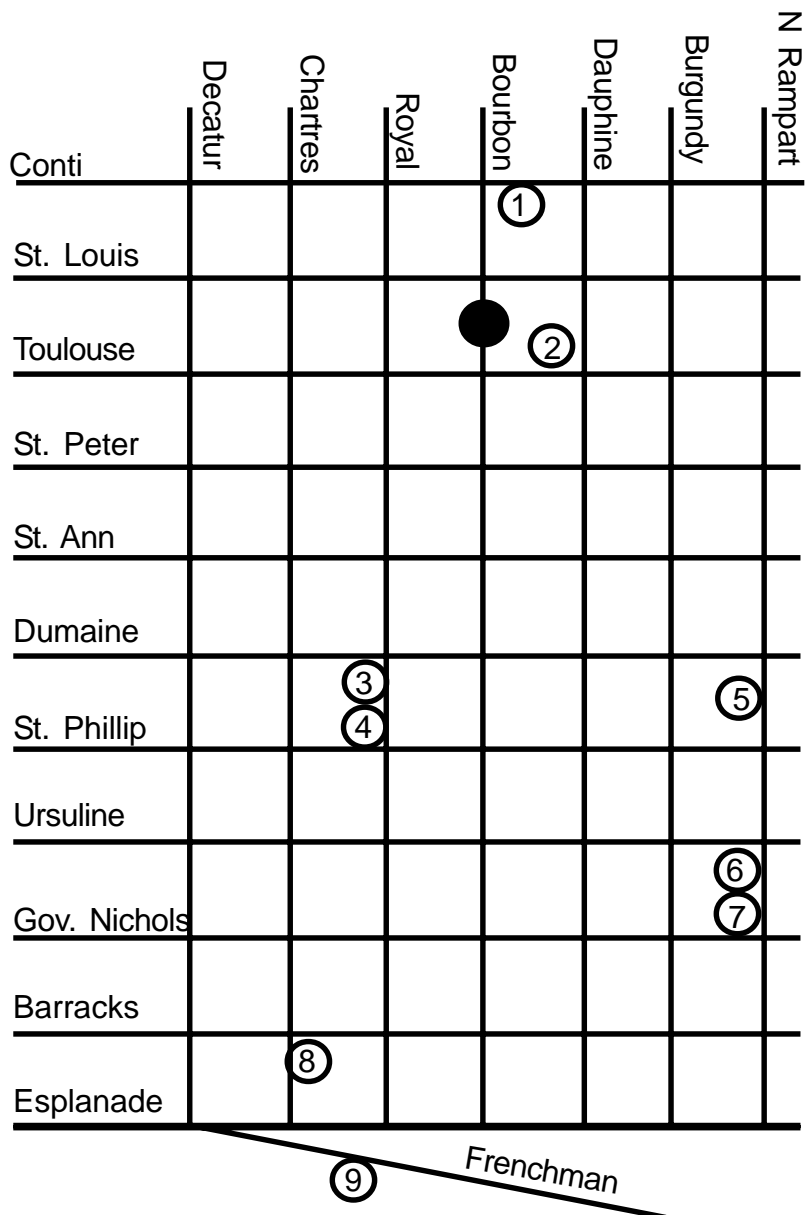 Decatur
Chartres
Royal
Bourbon
Dauphine
Burgundy
N Rampart
Conti
1
St. Louis
2
Toulouse
St. Peter
St. Ann
Dumaine
3
5
4
St. Phillip
Ursuline
6
7
Gov. Nichols
Barracks
8
Esplanade
Frenchman
9